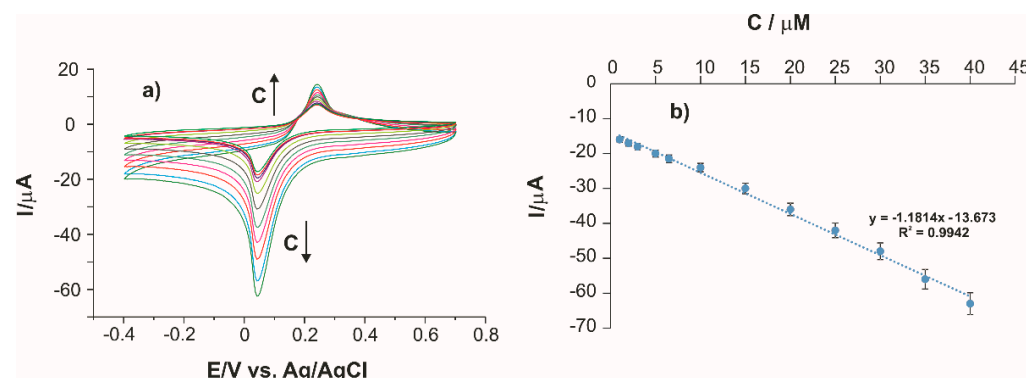 a)
C
C
20
0
-20
-40
-60
-0.4 -0.2 0 0.2 0.4 0.6 0.8
I/µA
E/V vs. Ag/AgCl
C / µM
0 5 10 15 20 25 30 35 40 45
b)
0
-10
-20
-30
-40
-50
-60
-70
I/µA
y = -1.1814x -13.673
R² = 0.9942